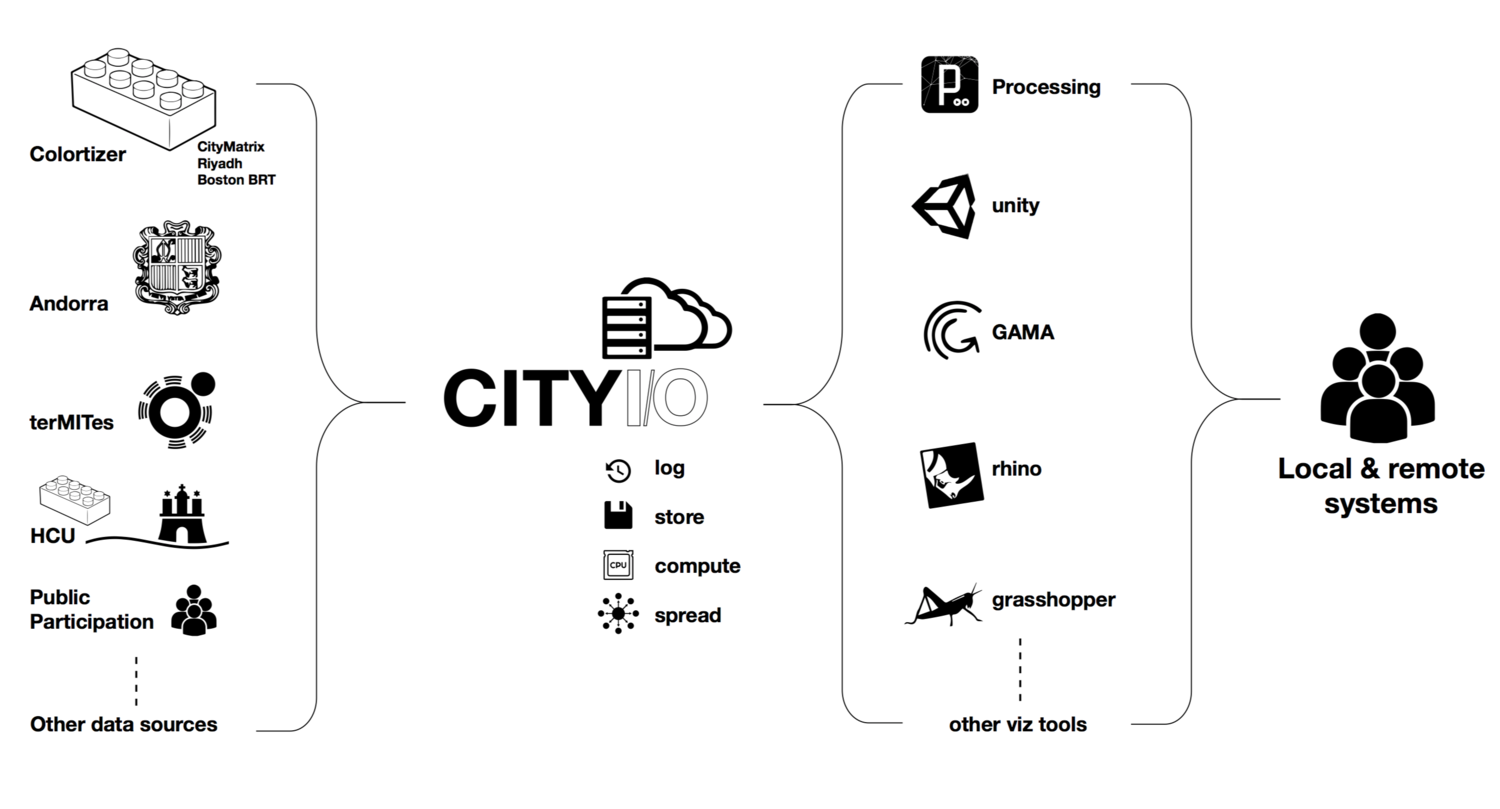 Colortizer
CityMatrix
Riyadh
Boston BRT
Andorra
terMITes
HCU
Public
Participation
Other data sources
CITYI/O
log
store
CPU
compute
spread
Processing
unity
GAMA
rhino
grasshopper
other viz tools
Local & remote
systems